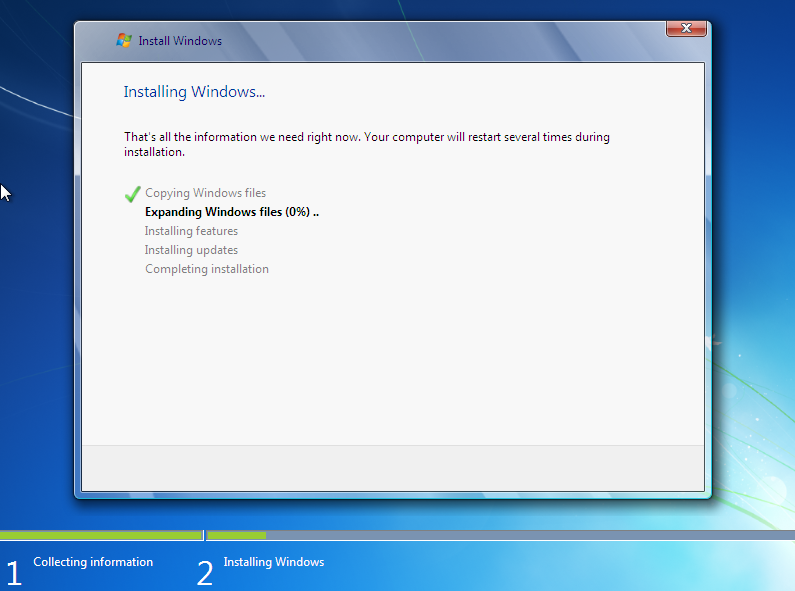 Install Windows
Installing Windows...
That's all the information we need right now. Your computer will restart several times during
installation.
Copying Windows files
Expanding Windows files (0%) ..
Installing features
Installing updates
Completing installation
1 Collecting information 2 Installing Windows